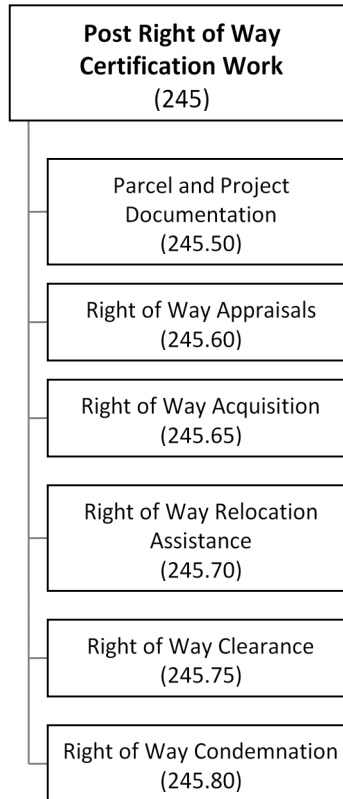 Post Right of Way
Certification Work
(245)
Parcel and Project
Documentation
(245.50)
Right of Way Appraisals
(245.60)
Right of Way Acquisition
(245.65)
Right of Way Relocation
Assistance
(245.70)
Right of Way Clearance
(245.75)
Right of Way Condemnation
(245.80)